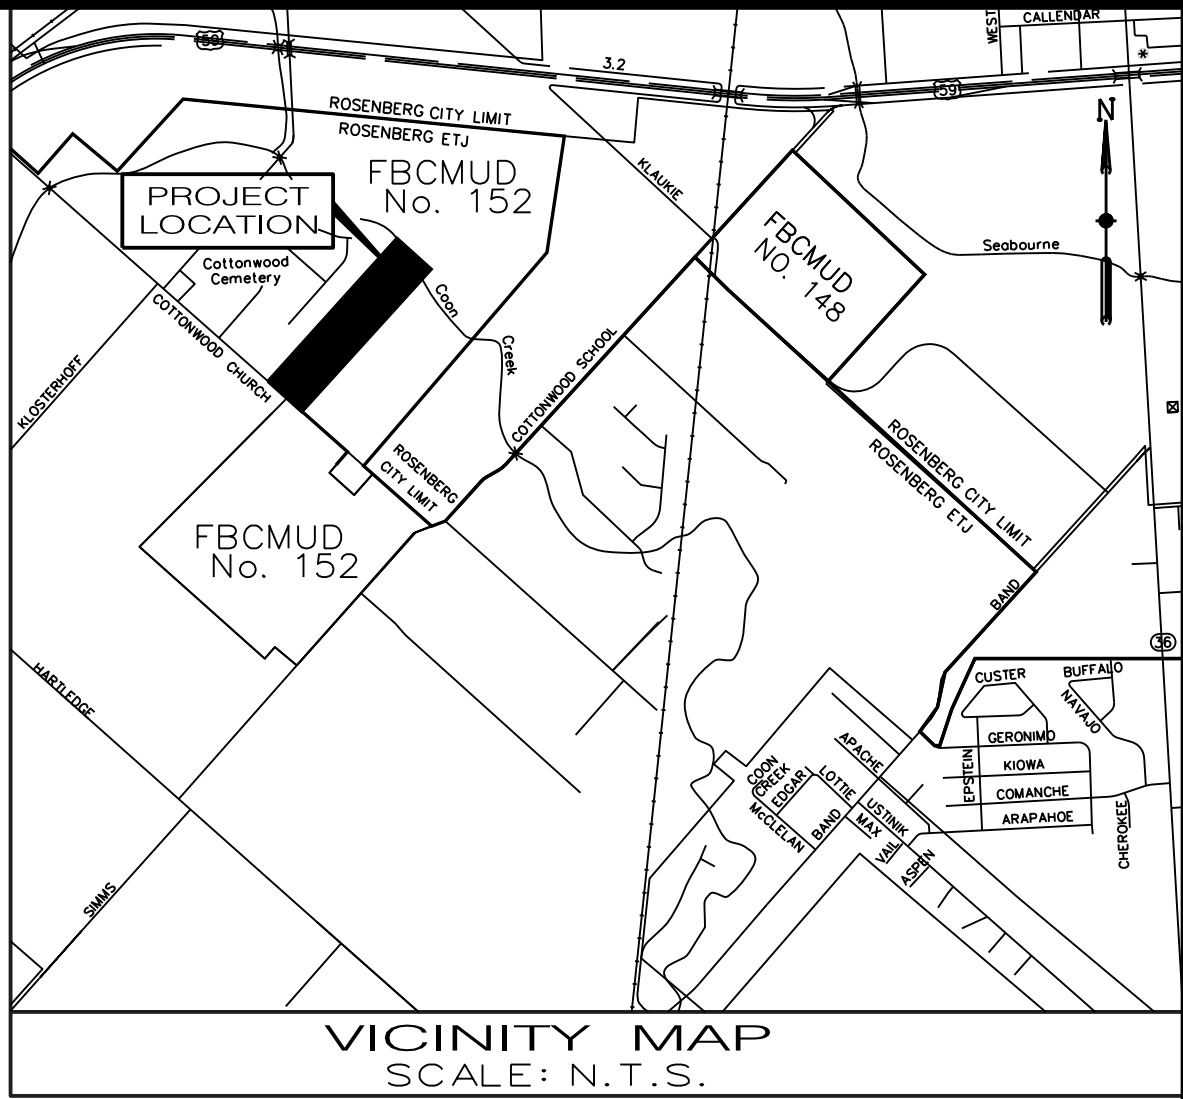 WEST
CALLENDAR
59
3.2
59
N
ROSENBERG CITY LIMIT
ROSENBERG ETJ
FBCMUD
No. 152
KLAUKIE
PROJECT
LOCATION
FBCMUD
NO. 148
Seabourne
Cottonwood
Cemetery
Coon
Creek
COTTONWOOD CHURCH
KLOSTERHOFF
COTTONWOOD SCHOOL
ROSENBERG
CITY LIMIT
ROSENBERG CITY LIMIT
ROSENBERG ETJ
FBCMUD
No. 152
BAND
36
HARTLEDGE
CUSTER
BUFFALO
NAVAJO
GERONIMO
APACHE
EPSTEIN
KIOWA
COON
CREEK
EDGAR
LOTTIE
COMANCHE
McCLELAN
BAND
USTINIK
MAX
ARAPAHOE
CHEROKEE
VAIL
ASPEN
SIMMS
VICINITY MAP
SCALE: N.T.S.